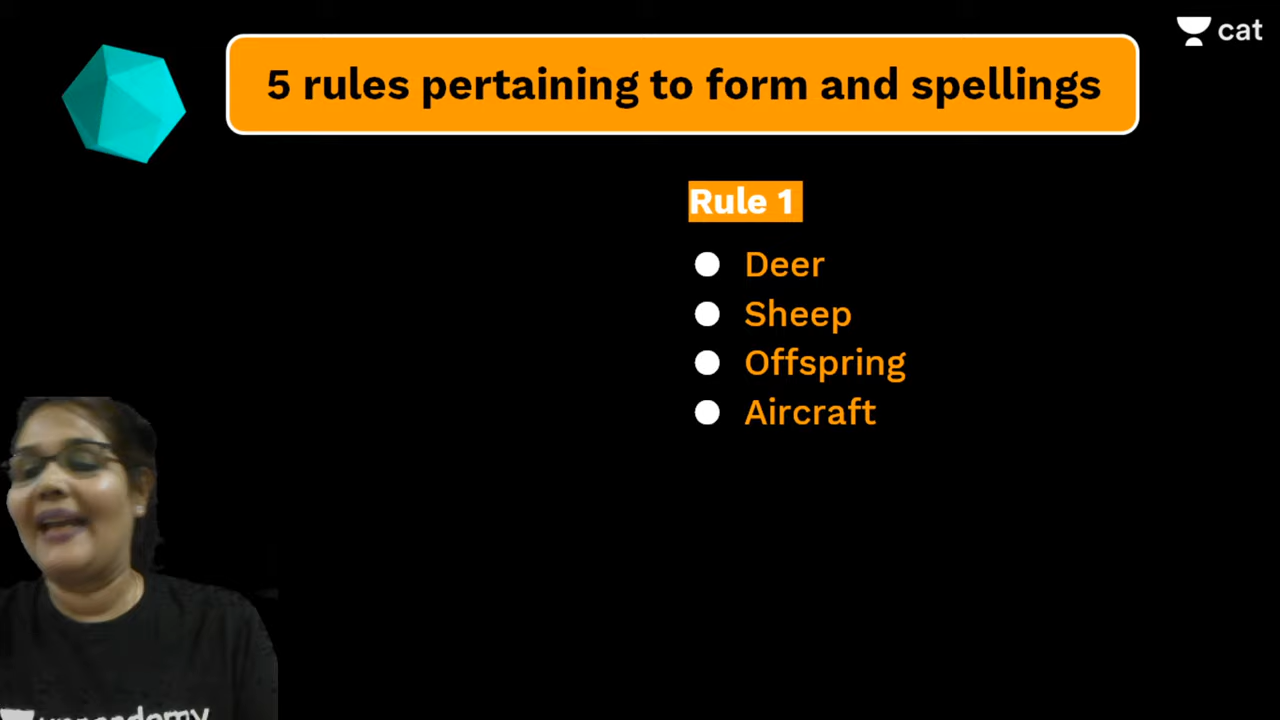 cat
5 rules pertaining to form and spellings
Rule 1
Deer
Sheep
Offspring
Aircraft